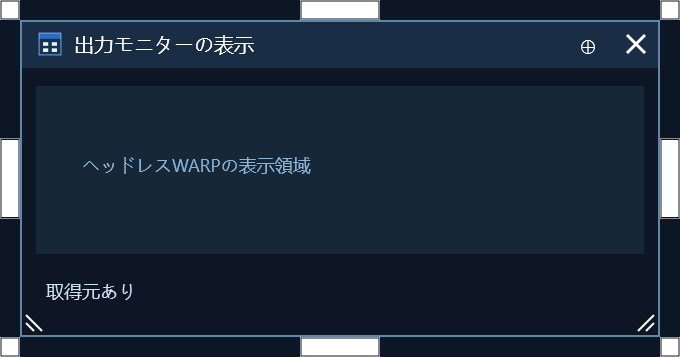 出力モニターの表示
ヘッドレスWARPの表示領域
取得元あり